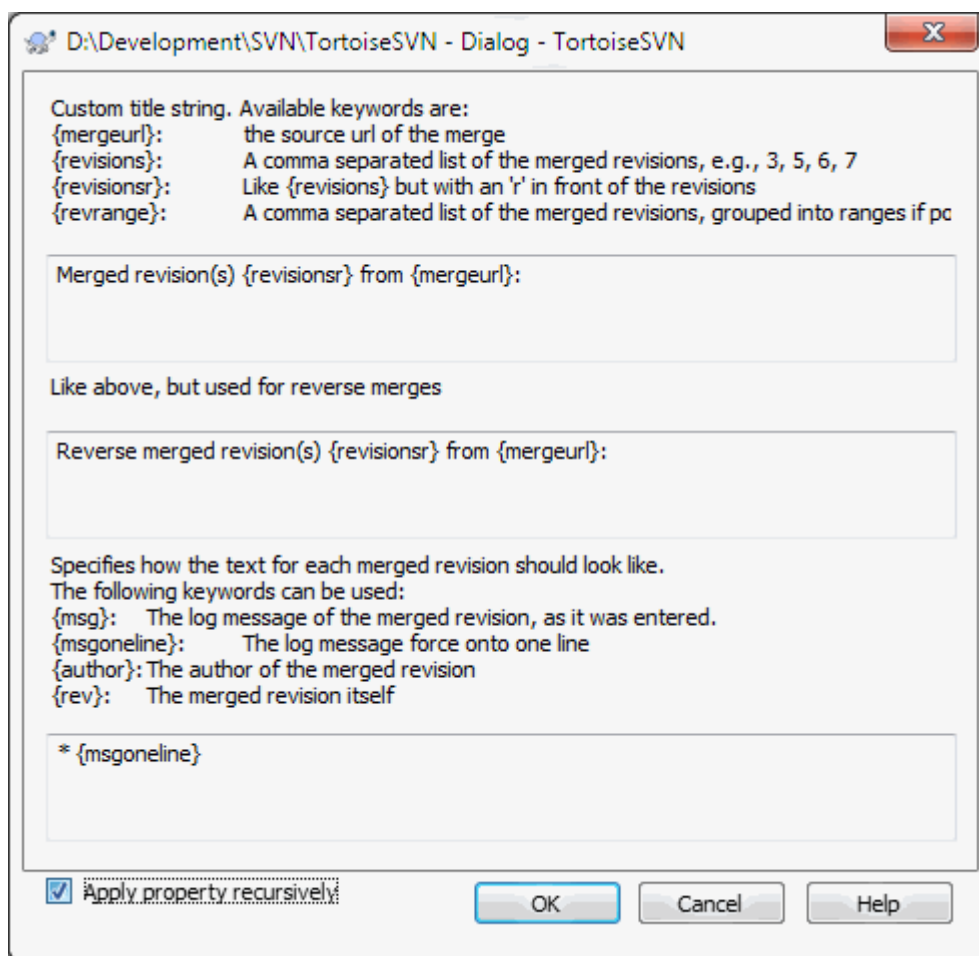 D:\Development\SVN\TortoiseSVN - Dialog - TortoiseSVN
Custom title string. Available keywords are:
{mergeurl}: the source url of the merge
{revisions}: A comma separated list of the merged revisions, e.g., 3, 5, 6, 7
{revisionsr}: Like {revisions} but with an 'r' in front of the revisions
{revrange}: A comma separated list of the merged revisions, grouped into ranges if po
Merged revision(s) {revisionsr} from {mergeurl}:
Like above, but used for reverse merges
Reverse merged revision(s) {revisionsr} from {mergeurl}:
Specifies how the text for each merged revision should look like.
The following keywords can be used:
{msg}: The log message of the merged revision, as it was entered.
{msgoneline}: The log message force onto one line
{author}: The author of the merged revision
{rev}: The merged revision itself
* {msgoneline}
Apply property recursively
OK Cancel Help